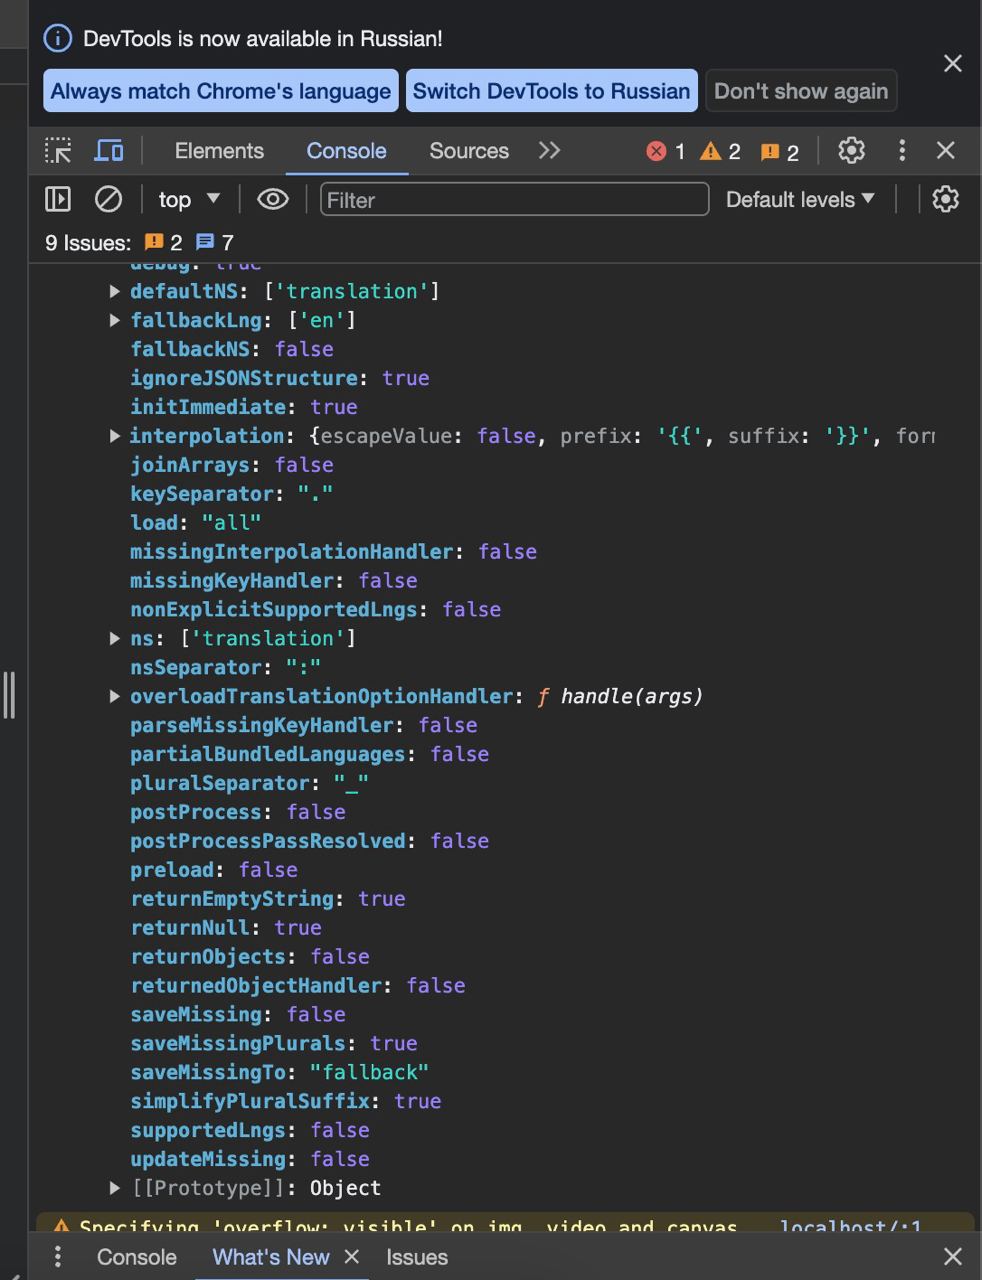 DevTools is now available in Russian!
Always match Chrome's language Switch DevTools to Russian Don't show again
Elements Console Sources 1 2 2
top Filter Default levels
9 Issues: 2 7
debug: true
defaultNS: ['translation']
fallbackLng: ['en']
fallbackNS: false
ignoreJSONStructure: true
initImmediate: true
interpolation: {escapeValue: false, prefix: '{{', suffix: '}}', forr
joinArrays: false
keySeparator: "."
load: "all"
missingInterpolationHandler: false
missingKeyHandler: false
nonExplicitSupportedLngs: false
ns: ['translation']
nsSeparator: ":"
overloadTranslationOptionHandler: ƒ handle(args)
parseMissingKeyHandler: false
partialBundledLanguages: false
pluralSeparator: "_"
postProcess: false
postProcessPassResolved: false
preload: false
returnEmptyString: true
returnNull: true
returnObjects: false
returnedObjectHandler: false
saveMissing: false
saveMissingPlurals: true
saveMissingTo: "fallback"
simplifyPluralSuffix: true
supportedLngs: false
updateMissing: false
[[Prototype]]: Object
Specifying 'overflow: visible' on img, video and canvas localhost/:1
Console What's New Issues